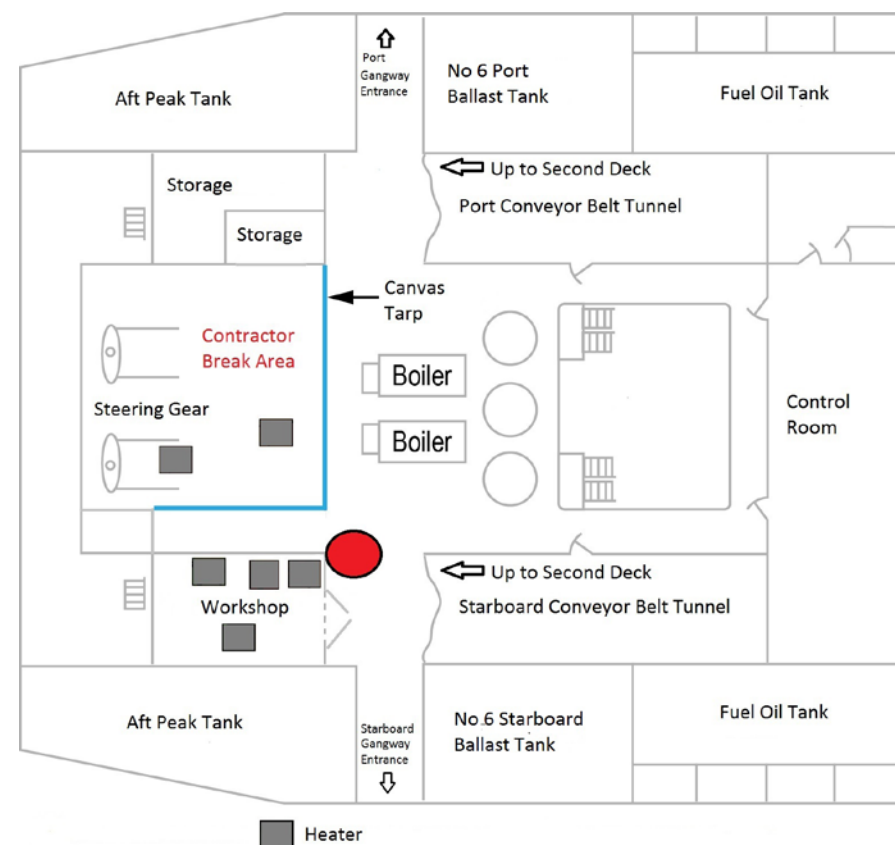 Port
Gangway
Entrance
Aft Peak Tank
No 6 Port
Ballast Tank
Fuel Oil Tank
Storage
Storage
Up to Second Deck
Port Conveyor Belt Tunnel
Canvas
Tarp
Contractor
Break Area
Boiler
Steering Gear
Boiler
Control
Room
Workshop
Up to Second Deck
Starboard Conveyor Belt Tunnel
Aft Peak Tank
Starboard
Gangway
Entrance
No 6 Starboard
Ballast Tank
Fuel Oil Tank
Heater